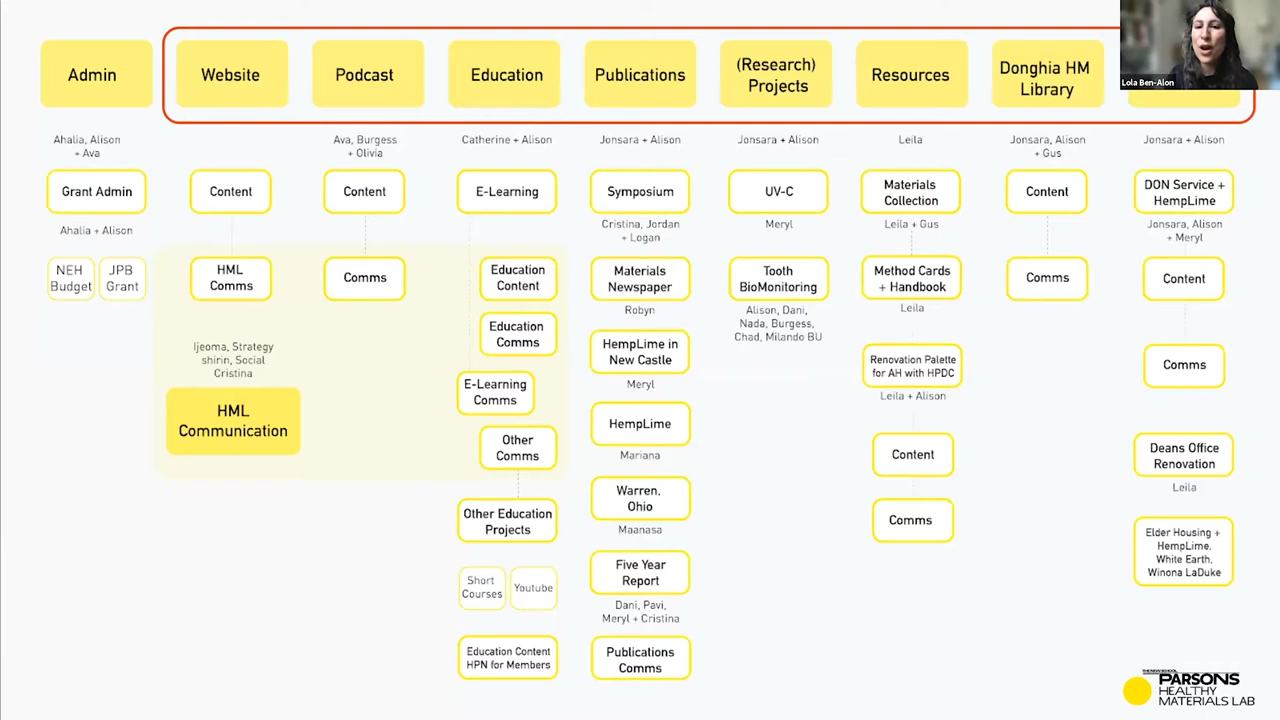 Admin
Website
Podcast
Education
Publications
(Research)
Projects
Resources
Donghia HM
Library
Lola Ben-Alon
Ahalia, Alison
+ Ava
Ava, Burgess
+ Olivia
Catherine + Alison
Jonsara + Alison
Jonsara + Alison
Leila
Jonsara, Alison
+ Gus
Jonsara + Alison
Grant Admin
Content
Content
E-Learning
Symposium
UV-C
Materials
Collection
Content
DON Service +
HempLime
Ahalia + Alison
Cristina, Jordan
+ Logan
Meryl
Leila + Gus
Jonsara, Alison
+ Meryl
NEH
Budget
JPB
Grant
HML
Comms
Comms
Education
Content
Materials
Newspaper
Tooth
BioMonitoring
Method Cards
+ Handbook
Comms
Content
Robyn
Alison, Dani,
Nada, Burgess,
Chad, Milando BU
Leila
Education
Comms
HempLime in
New Castle
Ijeoma, Strategy
shirin, Social
Cristina
Renovation Palette
for AH with HPDC
Comms
Meryl
E-Learning
Comms
Leila + Alison
HML
Communication
HempLime
Other
Comms
Mariana
Content
Deans Office
Renovation
Leila
Warren,
Ohio
Other Education
Projects
Maanasa
Comms
Elder Housing +
HempLime,
White Earth,
Winona LaDuke
Short
Courses
Youtube
Five Year
Report
Dani, Pavi,
Meryl + Cristina
Education Content
HPN for Members
Publications
Comms
THE NEW SCHOOL
PARSONS
HEALTHY
MATERIALS LAB